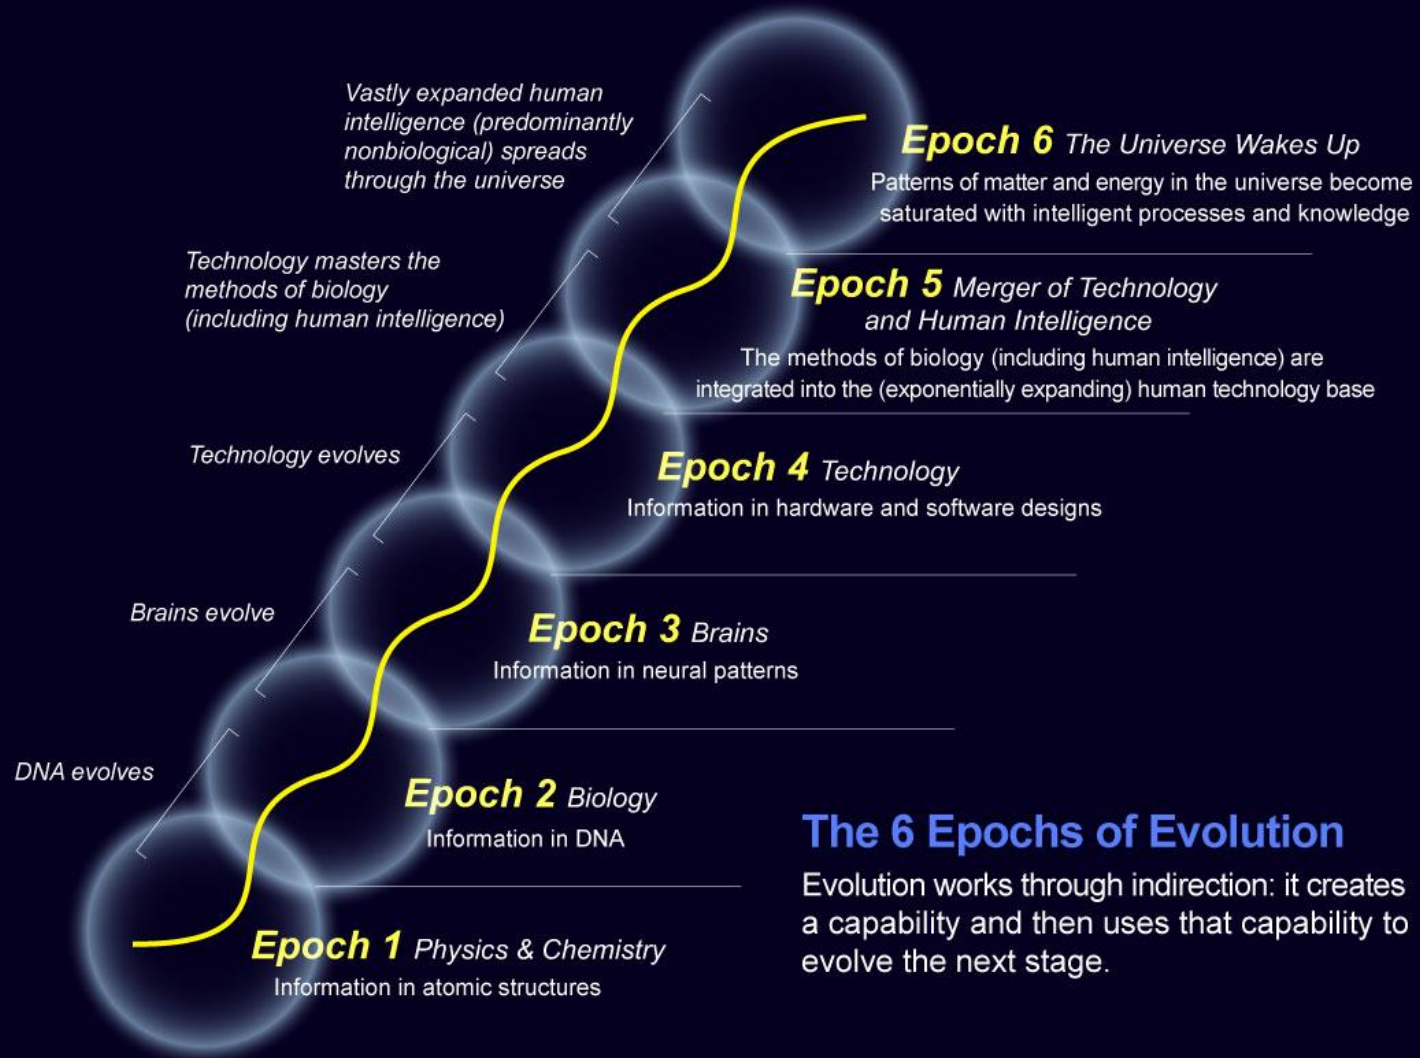 Vastly expanded human
intelligence (predominantly
nonbiological) spreads
through the universe
Epoch 6 The Universe Wakes Up
Patterns of matter and energy in the universe become
saturated with intelligent processes and knowledge
Technology masters the
methods of biology
(including human intelligence)
Epoch 5 Merger of Technology
and Human Intelligence
The methods of biology (including human intelligence) are
integrated into the (exponentially expanding) human technology base
Technology evolves
Epoch 4 Technology
Information in hardware and software designs
Brains evolve
Epoch 3 Brains
Information in neural patterns
DNA evolves
Epoch 2 Biology
Information in DNA
Epoch 1 Physics & Chemistry
Information in atomic structures
The 6 Epochs of Evolution
Evolution works through indirection: it creates
a capability and then uses that capability to
evolve the next stage.